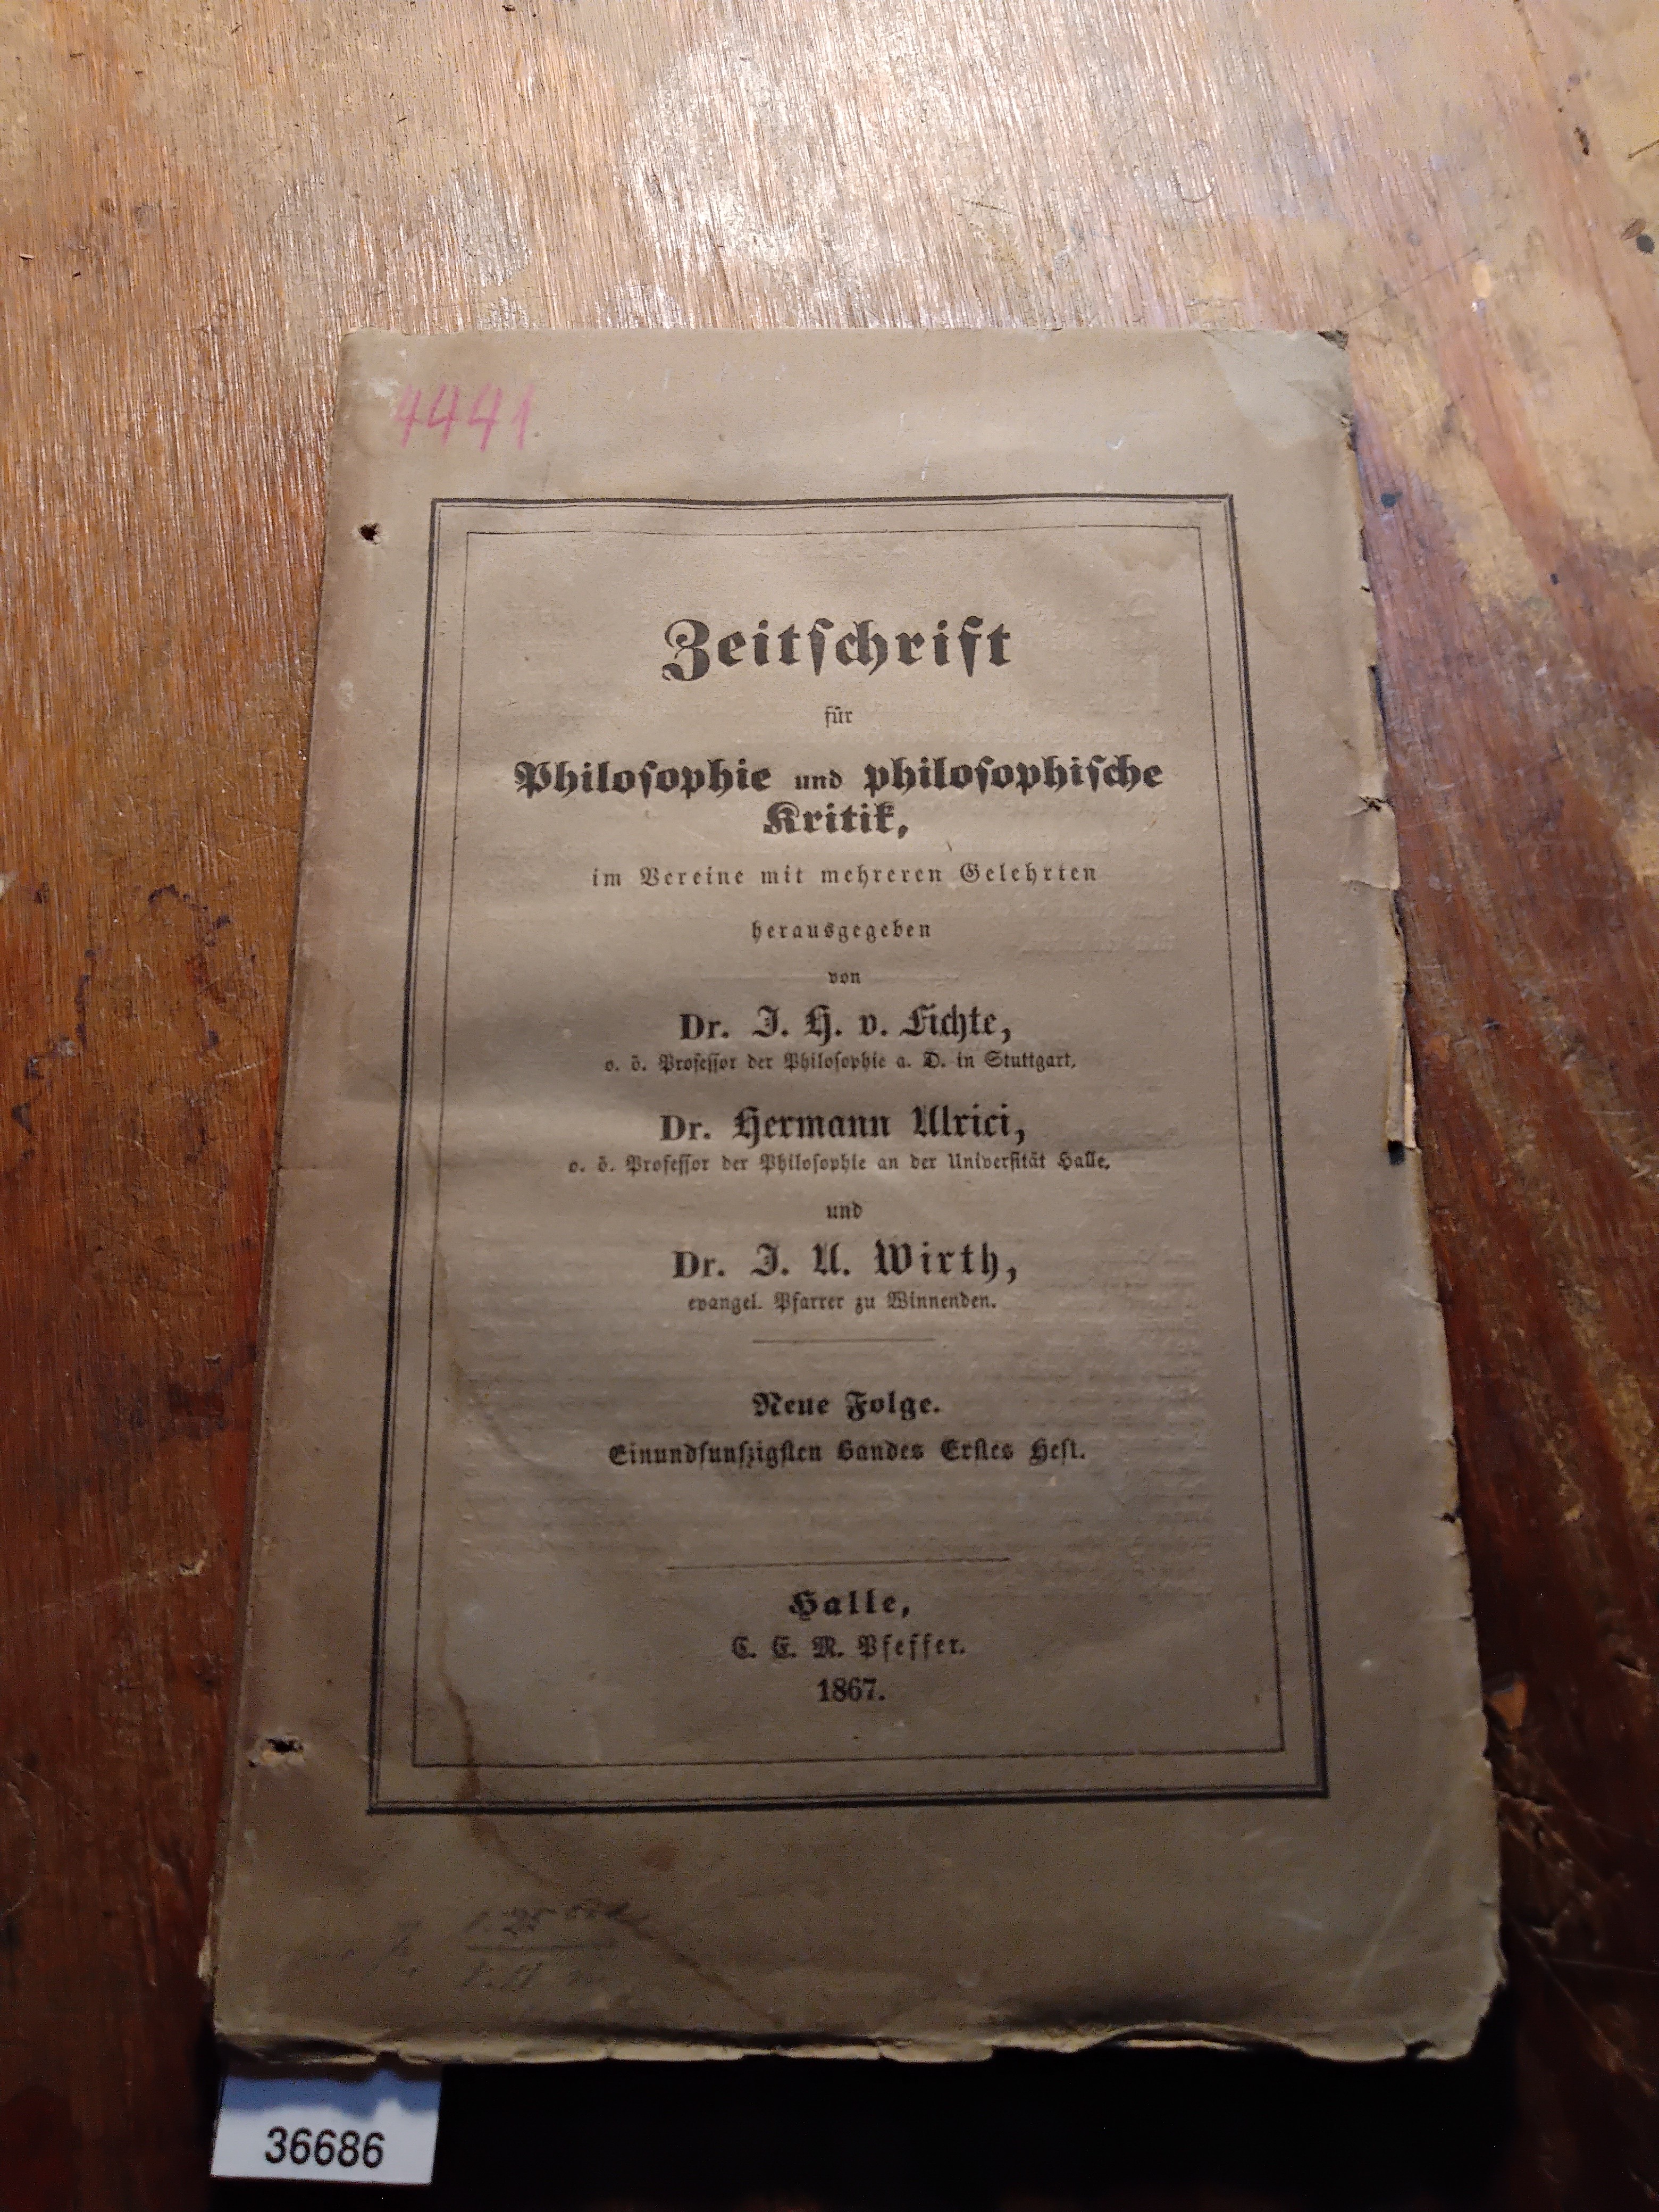 4441
Zeitschrift
für
Philosophie und philosophische
Kritik,
im Vereine mit mehreren Gelehrten
herausgegeben
von
Dr. J. H. v. Fichte,
o. ö. Professor der Philosophie a. D. in Stuttgart,
Dr. Hermann Ulrici,
o. ö. Professor der Philosophie an der Universität Halle,
und
Dr. J. U. Wirth,
evangel. Pfarrer zu Winnenden.
Neue Folge.
Einundfunfzigsten Bandes Erstes Heft.
Halle,
C. E. M. Pfeffer.
1867.
36686